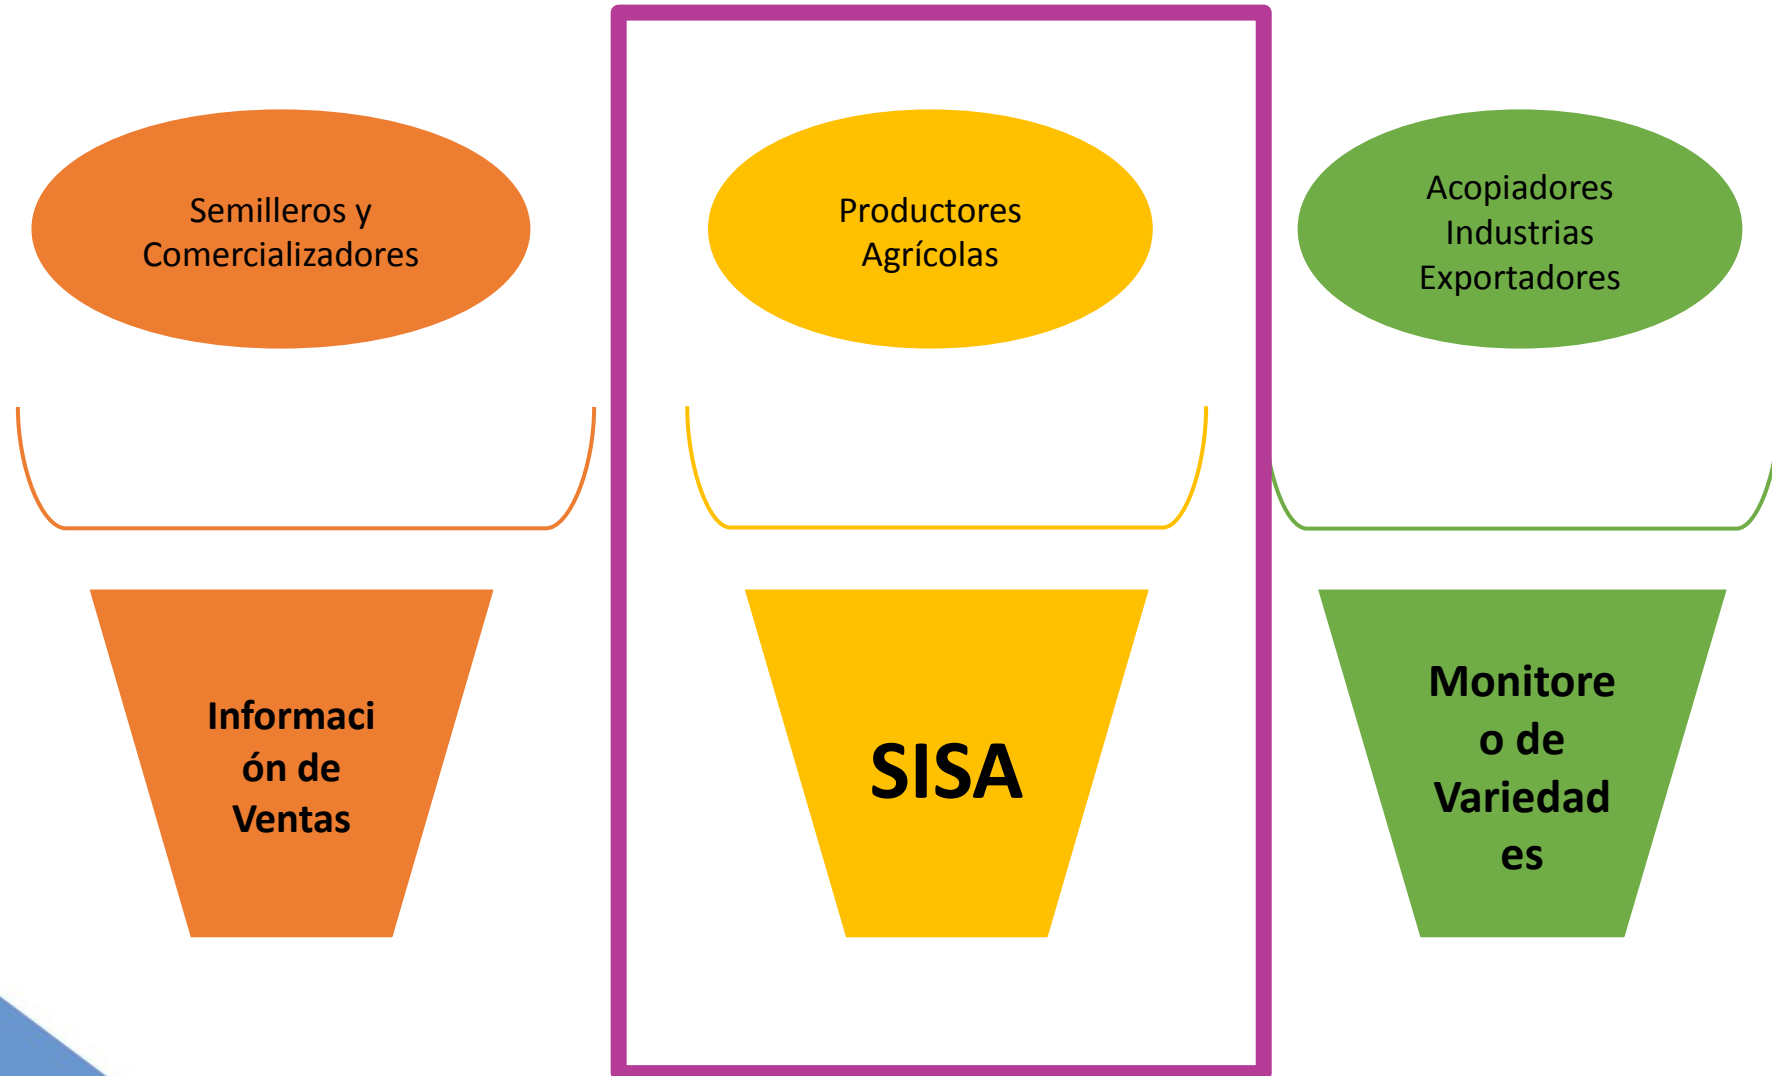 Semilleros y
Comercializadores
Productores
Agrícolas
Acopiadores
Industrias
Exportadores
Informaci
ón de
Ventas
SISA
Monitore
o de
Variedad
es